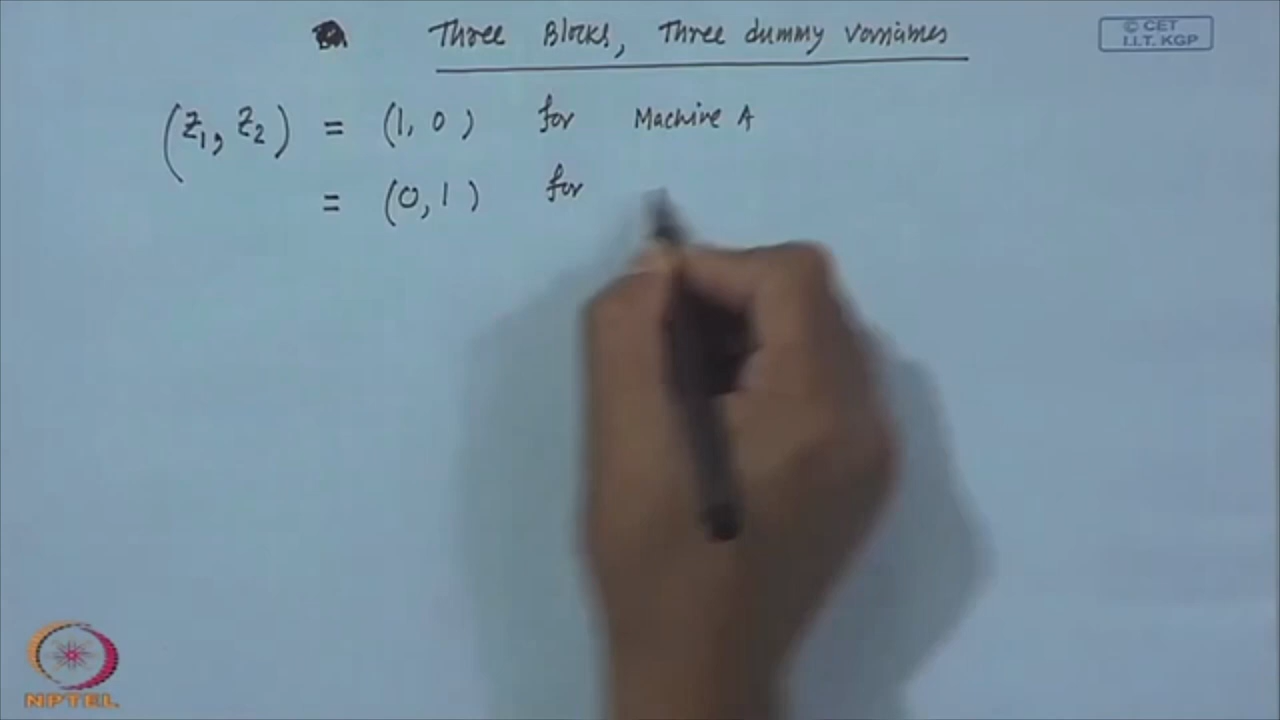 Three Blocks, Three dummy variables
© CET
I.I.T. KGP
(Z1, Z2) = (1, 0) for Machine A
= (0, 1) for
NPTEL